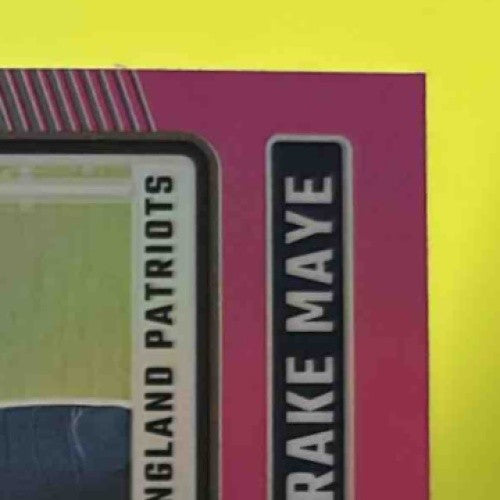 NGLAND PATRIOTS
RAKE MAYE